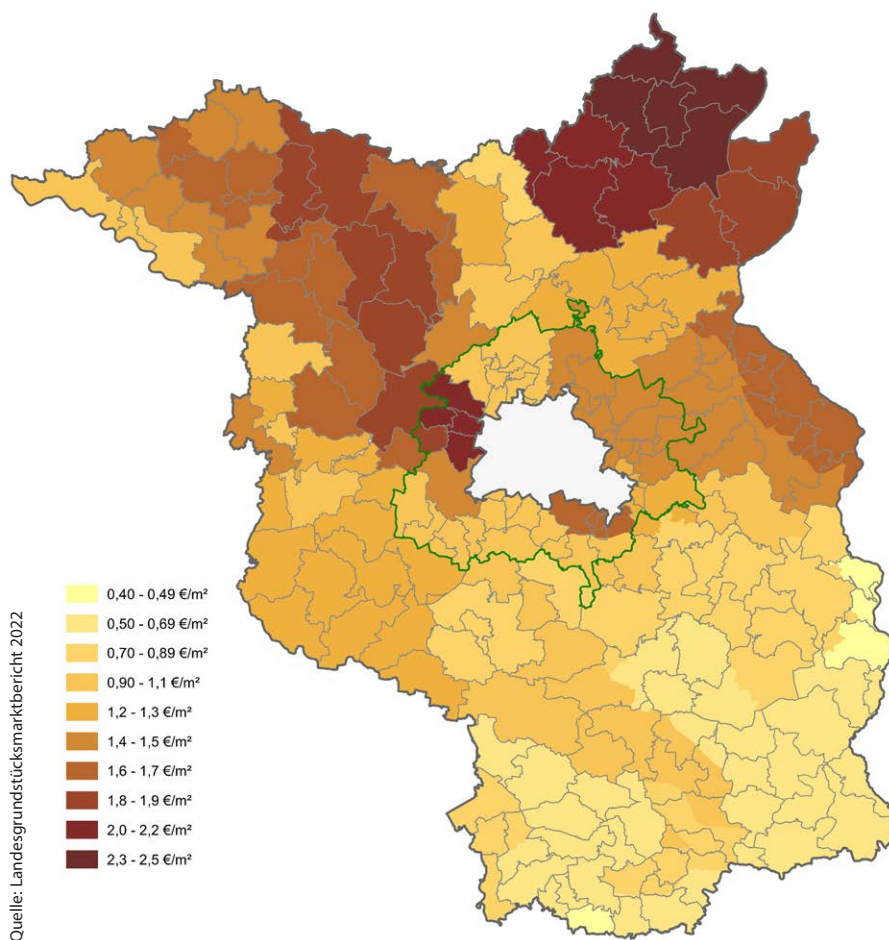 0,40 - 0,49 €/m²
0,50 - 0,69 €/m²
0,70 - 0,89 €/m²
0,90 - 1,1 €/m²
1,2 - 1,3 €/m²
1,4 - 1,5 €/m²
1,6 - 1,7 €/m²
1,8 - 1,9 €/m²
2,0 - 2,2 €/m²
2,3 - 2,5 €/m²
Quelle: Landesgrundstücksmarktbericht 2022